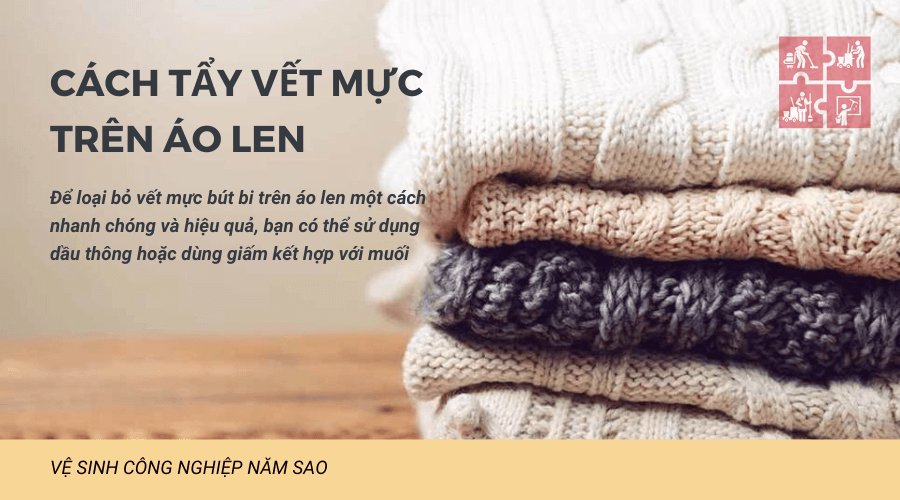 CÁCH TẨY VẾT MỰC
TRÊN ÁO LEN
Để loại bỏ vết mực bút bi trên áo len một cách
nhanh chóng và hiệu quả, bạn có thể sử dụng
dầu thông hoặc dùng giấm kết hợp với muối
VỆ SINH CÔNG NGHIỆP NĂM SAO